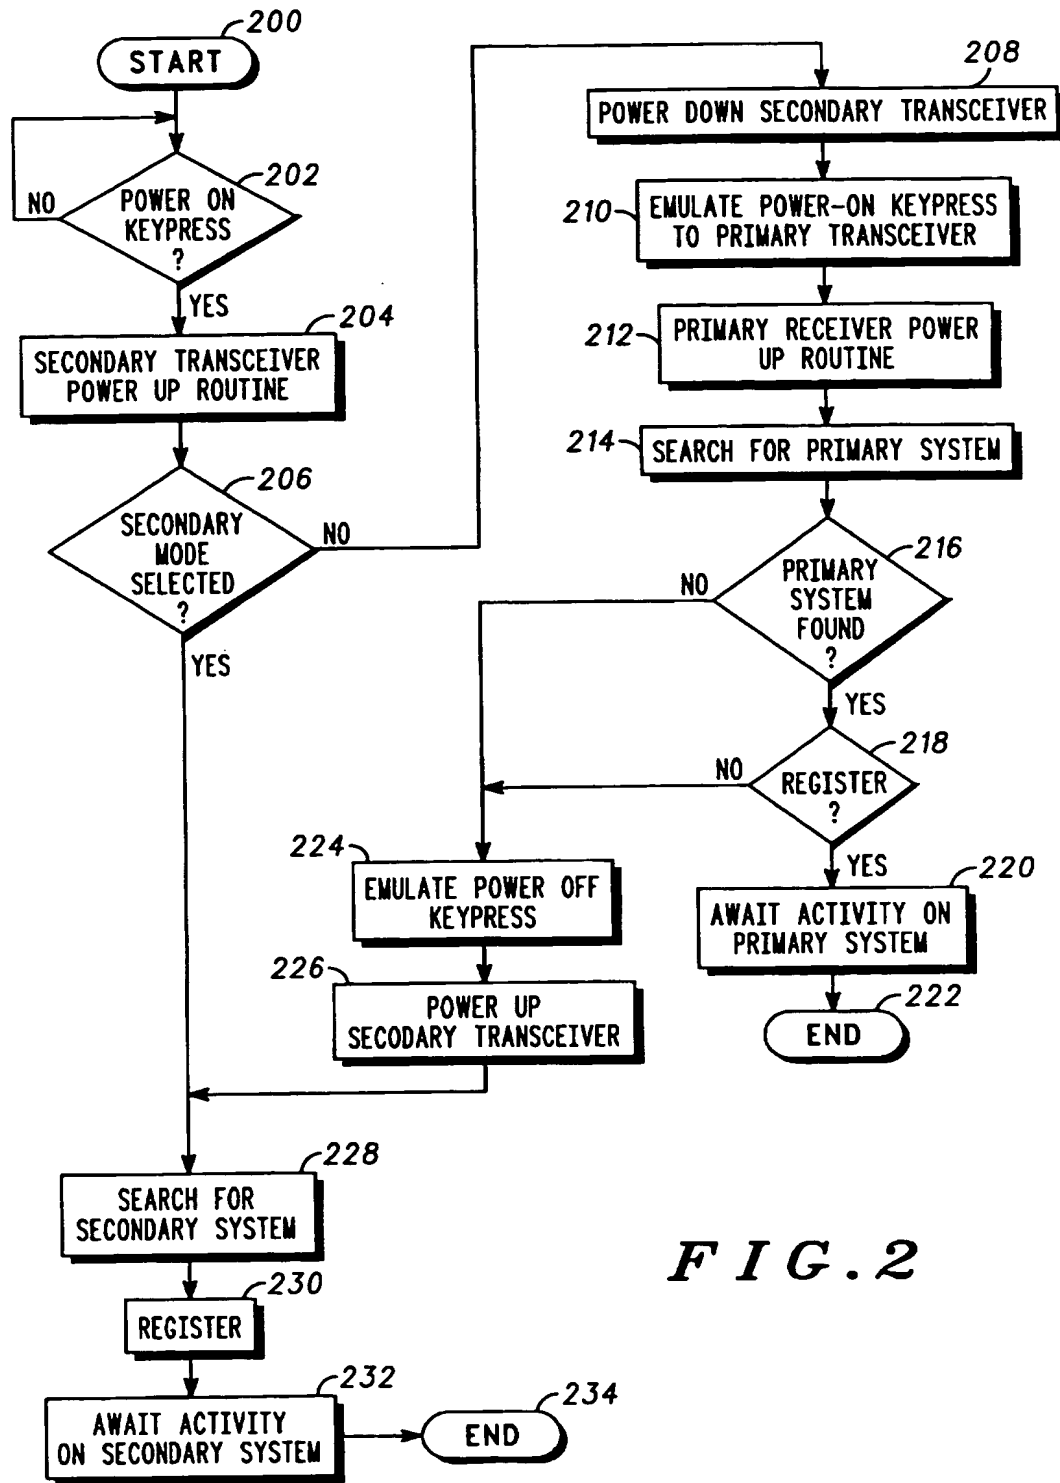 200
START
202
POWER ON
KEYPRESS
?
NO
YES
204
SECONDARY TRANSCEIVER
POWER UP ROUTINE
206
SECONDARY
MODE
SELECTED
?
NO
YES
208
POWER DOWN SECONDARY TRANSCEIVER
210
EMULATE POWER-ON KEYPRESS
TO PRIMARY TRANSCEIVER
212
PRIMARY RECEIVER POWER
UP ROUTINE
214
SEARCH FOR PRIMARY SYSTEM
216
PRIMARY
SYSTEM
FOUND
?
NO
YES
218
REGISTER
?
NO
YES
220
AWAIT ACTIVITY ON
PRIMARY SYSTEM
222
END
224
EMULATE POWER OFF
KEYPRESS
226
POWER UP
SECODARY TRANSCEIVER
228
SEARCH FOR
SECONDARY SYSTEM
230
REGISTER
232
AWAIT ACTIVITY
ON SECONDARY SYSTEM
234
END
FIG.2